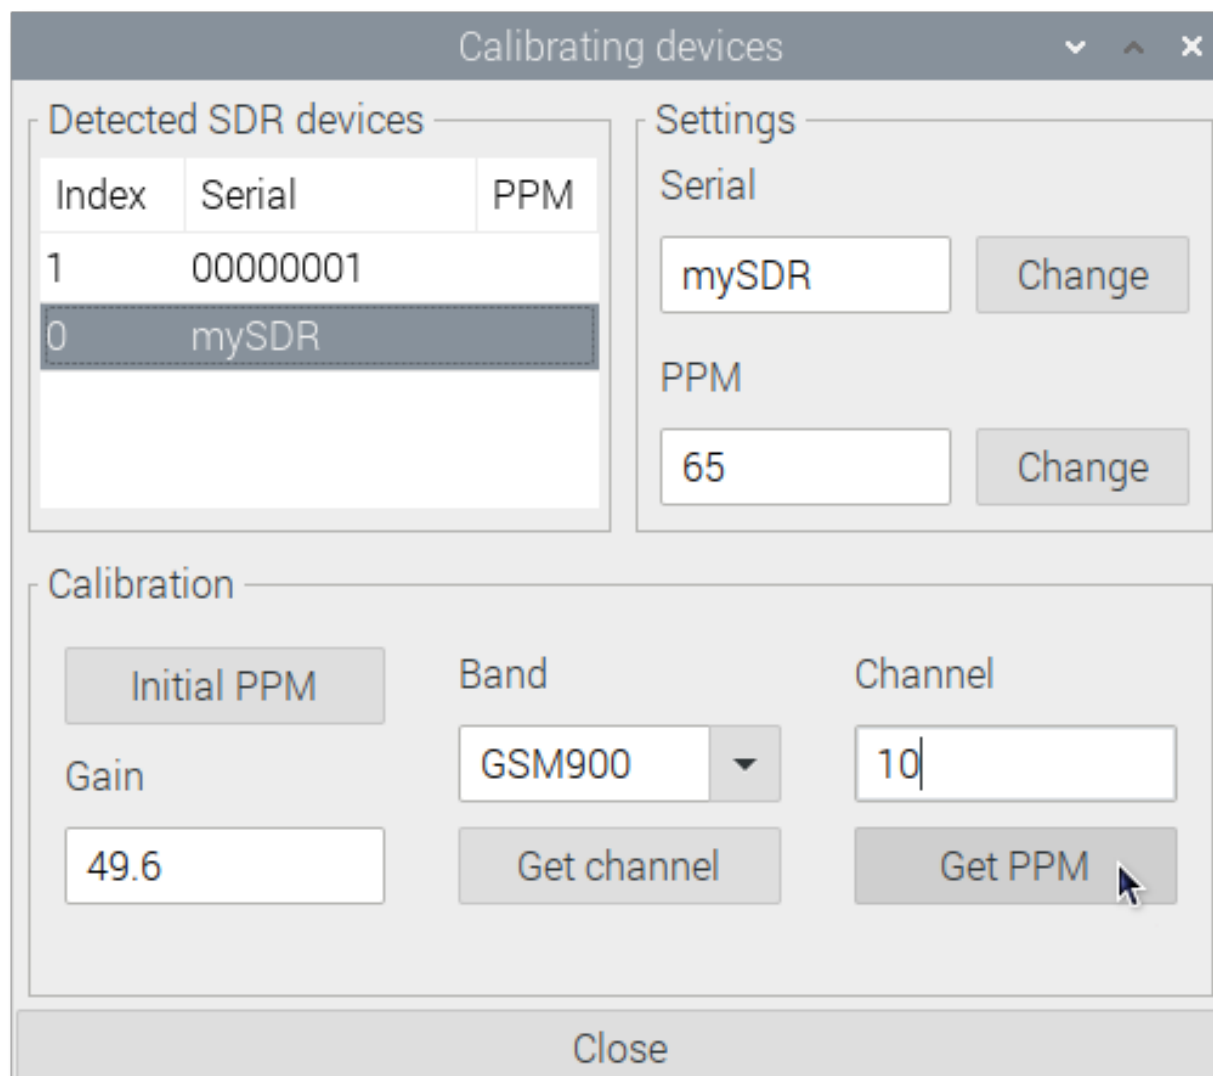 Calibrating devices
Detected SDR devices
Index Serial PPM
1 00000001
0 mySDR
Settings
Serial
mySDR Change
PPM
65 Change
Calibration
Initial PPM
Gain
49.6
Band
GSM900
Get channel
Channel
10
Get PPM
Close